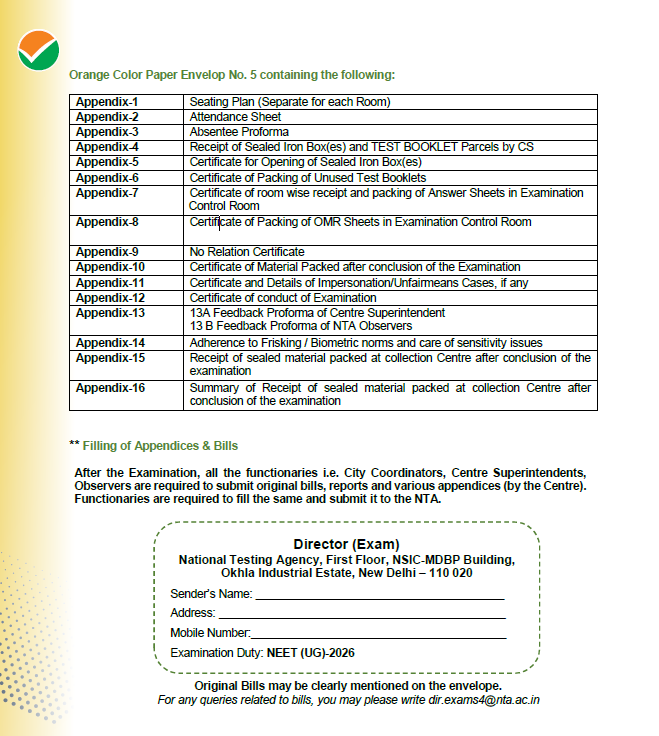 Orange Color Paper Envelop No. 5 containing the following:
Appendix-1 Seating Plan (Separate for each Room)
Appendix-2 Attendance Sheet
Appendix-3 Absentee Proforma
Appendix-4 Receipt of Sealed Iron Box(es) and TEST BOOKLET Parcels by CS
Appendix-5 Certificate for Opening of Sealed Iron Box(es)
Appendix-6 Certificate of Packing of Unused Test Booklets
Appendix-7 Certificate of room wise receipt and packing of Answer Sheets in Examination
Control Room
Appendix-8 Certificate of Packing of OMR Sheets in Examination Control Room
Appendix-9 No Relation Certificate
Appendix-10 Certificate of Material Packed after conclusion of the Examination
Appendix-11 Certificate and Details of Impersonation/Unfairmeans Cases, if any
Appendix-12 Certificate of conduct of Examination
Appendix-13 13A Feedback Proforma of Centre Superintendent
13 B Feedback Proforma of NTA Observers
Appendix-14 Adherence to Frisking / Biometric norms and care of sensitivity issues
Appendix-15 Receipt of sealed material packed at collection Centre after conclusion of the
examination
Appendix-16 Summary of Receipt of sealed material packed at collection Centre after
conclusion of the examination
** Filling of Appendices & Bills
After the Examination, all the functionaries i.e. City Coordinators, Centre Superintendents,
Observers are required to submit original bills, reports and various appendices (by the Centre).
Functionaries are required to fill the same and submit it to the NTA.
Director (Exam)
National Testing Agency, First Floor, NSIC-MDBP Building,
Okhla Industrial Estate, New Delhi – 110 020
Sender's Name: ____________________
Address: ____________________
Mobile Number:____________________
Examination Duty: NEET (UG)-2026
Original Bills may be clearly mentioned on the envelope.
For any queries related to bills, you may please write dir.exams4@nta.ac.in